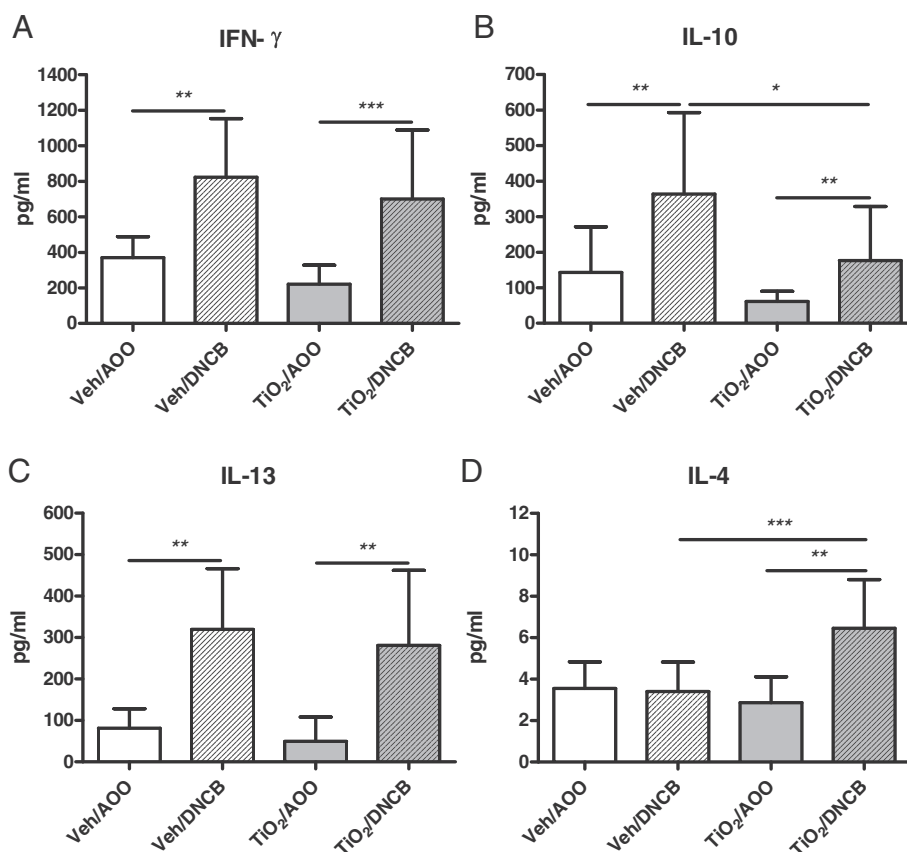 A
IFN- γ
1400
1200
1000
800
600
400
200
0
pg/ml
**
***
Veh/AOO
Veh/DNCB
TiO2/AOO
TiO2/DNCB
B
IL-10
700
600
500
400
300
200
100
0
pg/ml
**
*
**
Veh/AOO
Veh/DNCB
TiO2/AOO
TiO2/DNCB
C
IL-13
600
500
400
300
200
100
0
pg/ml
**
**
Veh/AOO
Veh/DNCB
TiO2/AOO
TiO2/DNCB
D
IL-4
12
10
8
6
4
2
0
pg/ml
***
**
Veh/AOO
Veh/DNCB
TiO2/AOO
TiO2/DNCB